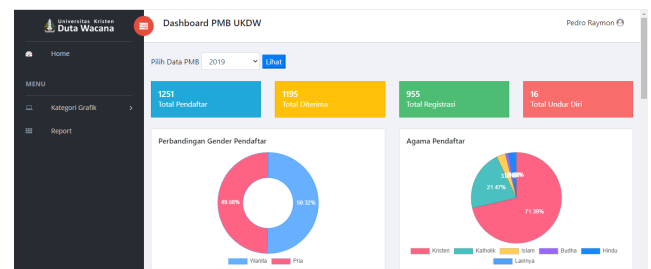 Universitas Kristen
Duta Wacana
Dashboard PMB UKDW
Pedro Raymon
Home
MENU
Kategori Grafik
Report
Pilih Data PMB 2019 Lihat
1251
Total Pendaftar
1195
Total Diterima
955
Total Registrasi
16
Total Undur Diri
Perbandingan Gender Pendaftar
49.68%
50.32%
Wanita Pria
Agama Pendaftar
21.47%
71.39%
Kristen Katholik Islam Budha Hindu
Lainnya